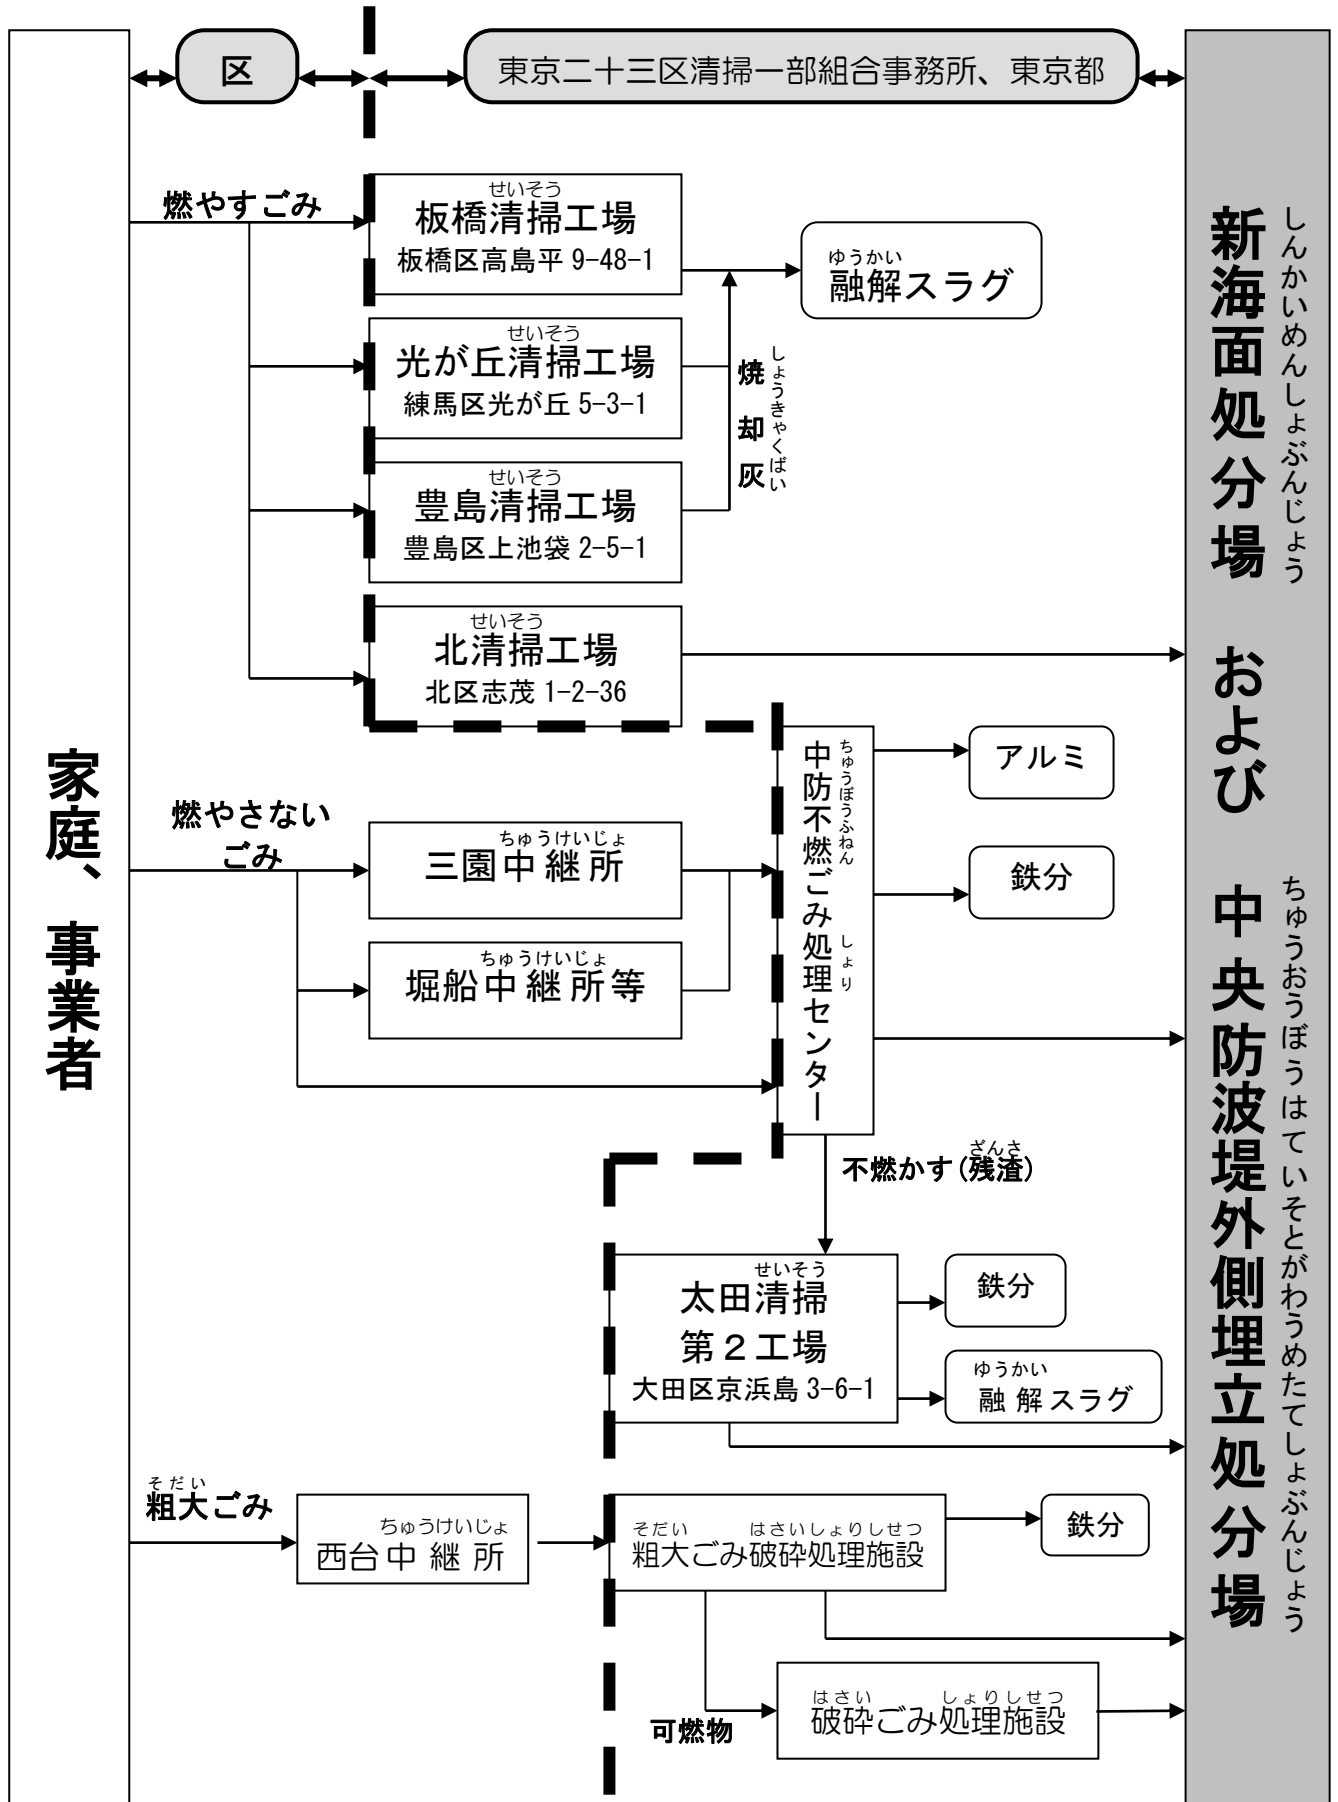 区
東京二十三区清掃一部組合事務所、東京都
家庭、事業者
燃やすごみ
せいそう
板橋清掃工場
板橋区高島平 9-48-1
ゆうかい
融解スラグ
せいそう
光が丘清掃工場
練馬区光が丘 5-3-1
焼却灰
しょうきゃくばい
せいそう
豊島清掃工場
豊島区上池袋 2-5-1
せいそう
北清掃工場
北区志茂 1-2-36
燃やさない
ごみ
ちゅうけいじょ
三園中継所
ちゅうけいじょ
堀船中継所等
中防不燃ごみ処理センター
ちゅうぼうふねん
しょり
アルミ
鉄分
ざんさ
不燃かす(残渣)
せいそう
太田清掃
第2工場
大田区京浜島 3-6-1
鉄分
ゆうかい
融解スラグ
そだい
粗大ごみ
ちゅうけいじょ
西台中継所
そだい はさいしょりしせつ
粗大ごみ破砕処理施設
鉄分
可燃物
はさい しょりしせつ
破砕ごみ処理施設
新海面処分場 および 中央防波堤外側埋立処分場
しんかいめんしょぶんじょう
ちゅうおうぼうはていそとがわうめたてしょぶんじょう